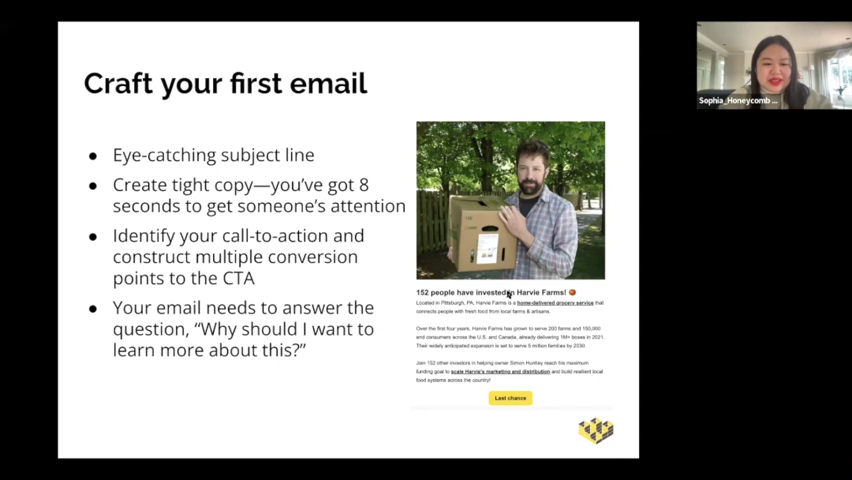 Craft your first email
Eye-catching subject line
Create tight copy—you've got 8
seconds to get someone's attention
Identify your call-to-action and
construct multiple conversion
points to the CTA
Your email needs to answer the
question, "Why should I want to
learn more about this?"
152 people have invested in Harvie Farms!
Located in Pittsburgh, PA, Harvie Farms is a home-delivered grocery service that
connects people with fresh food from local farms & artisans.
Over the first four years, Harvie Farms has grown to serve 200 farms and 150,000
end consumers across the U.S. and Canada, already delivering 1M+ boxes in 2021.
Their widely anticipated expansion is set to serve 5 million families by 2030.
Join 152 other investors in helping owner Simon Huntley reach his maximum
funding goal to scale Harvie's marketing and distribution and build resilient local
food systems across the country!
Last chance
Sophia_Honeycomb ...